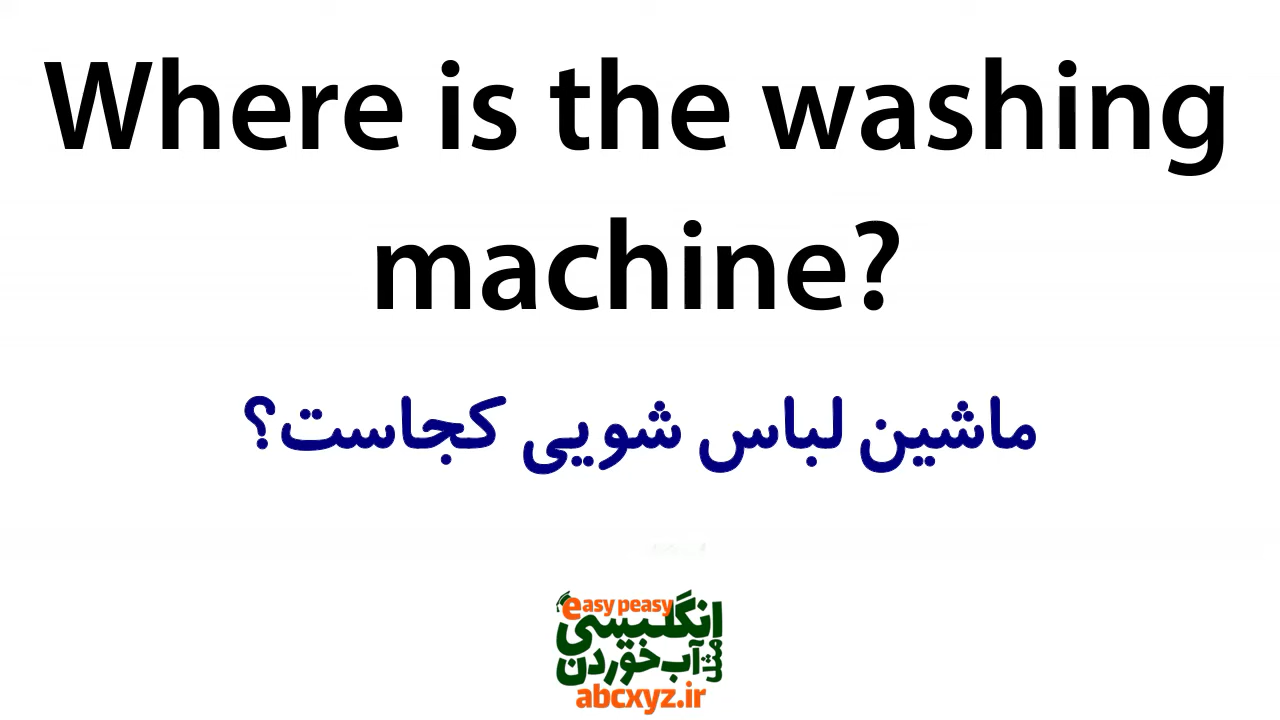 Where is the washing
machine?
ماشین لباس شویی کجاست؟
easy peasy
انگلیسی
مثل آب خوردن
abcxyz.ir